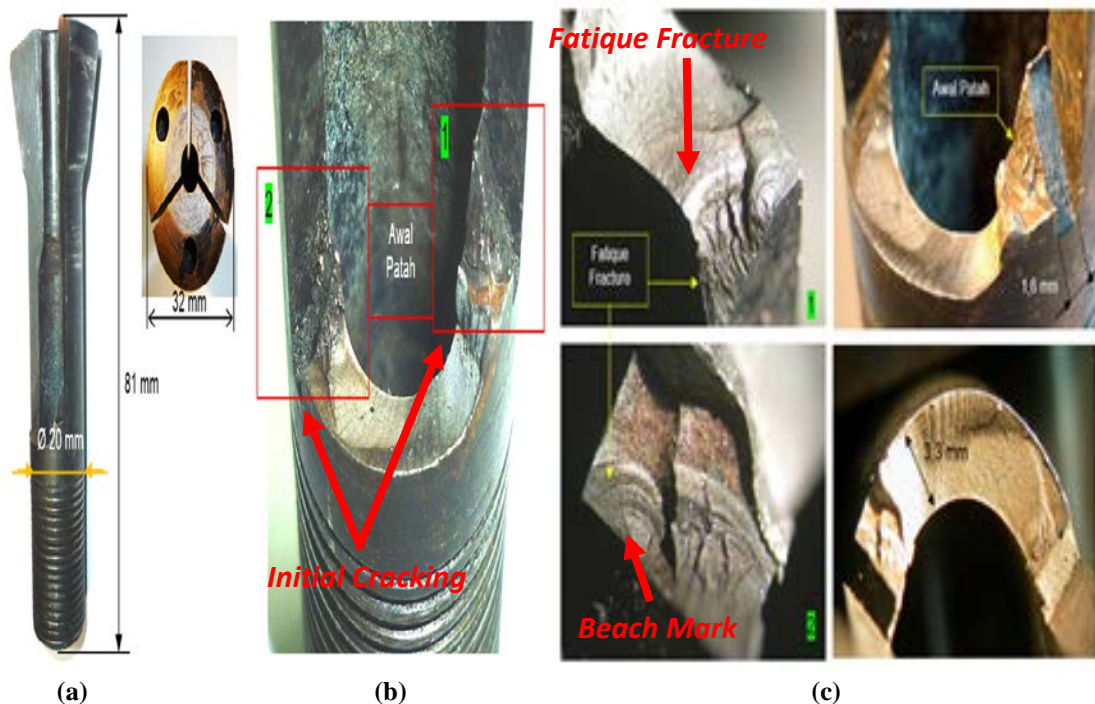 32 mm
81 mm
Ø 20 mm
(a)
2
1
Awal
Patah
Initial Cracking
(b)
Fatique Fracture
Fatique
Fracture
1
Awal Patah
1,6 mm
2
Beach Mark
3,3 mm
(c)